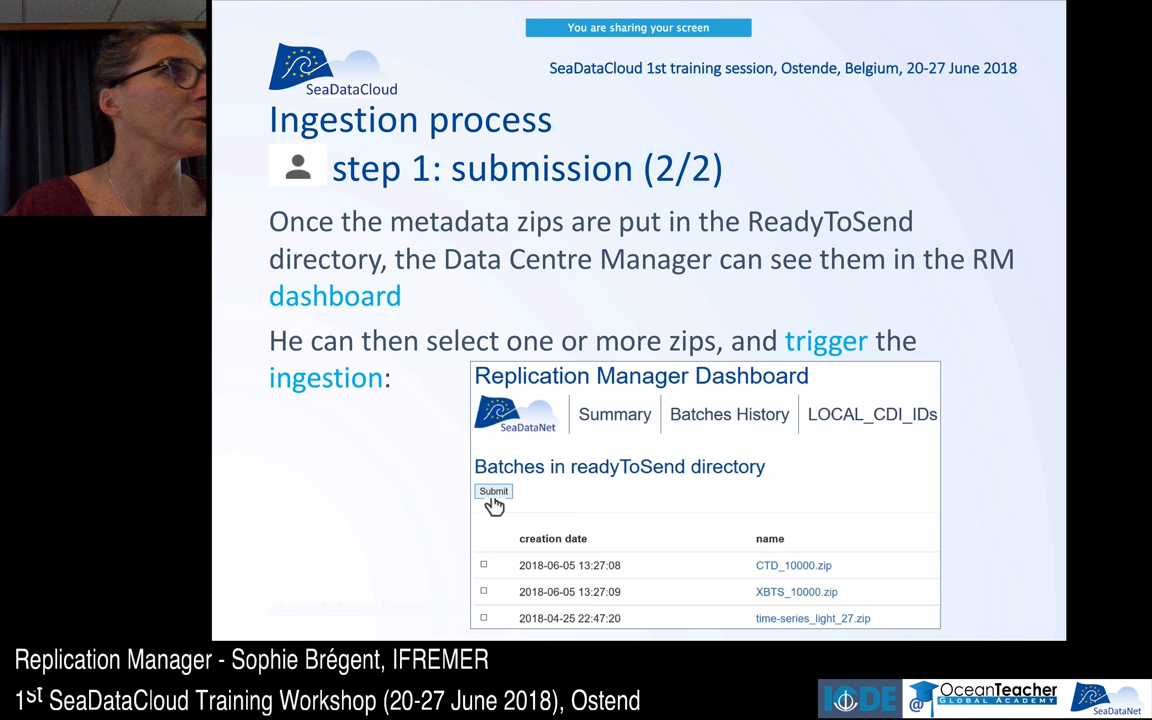 You are sharing your screen
SeaDataCloud
SeaDataCloud 1st training session, Ostende, Belgium, 20-27 June 2018
Ingestion process
step 1: submission (2/2)
Once the metadata zips are put in the ReadyToSend
directory, the Data Centre Manager can see them in the RM
dashboard
He can then select one or more zips, and trigger the
ingestion:
Replication Manager Dashboard
SeaDataNet
Summary
Batches History
LOCAL_CDI_IDs
Batches in readyToSend directory
Submit
creation date name
2018-06-05 13:27:08 CTD_10000.zip
2018-06-05 13:27:09 XBTS_10000.zip
2018-04-25 22:47:20 time-series_light_27.zip
Replication Manager - Sophie Brégent, IFREMER
1st SeaDataCloud Training Workshop (20-27 June 2018), Ostend
IODE
@ OceanTeacher
GLOBAL ACADEMY
SeaDataNet